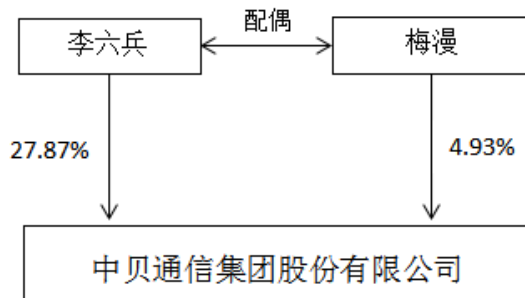 配偶
李六兵
梅漫
27.87%
4.93%
中贝通信集团股份有限公司